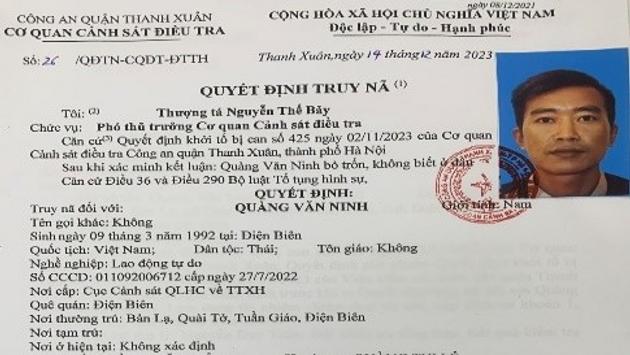 ngày 08/12/2021
CÔNG AN QUẬN THANH XUÂN
CƠ QUAN CẢNH SÁT ĐIỀU TRA
CỘNG HÒA XÃ HỘI CHỦ NGHĨA VIỆT NAM
Độc lập - Tự do - Hạnh phúc
Số: 26 /QĐTN-CQĐT-ĐTTH
Thanh Xuân, ngày 14 tháng 12 năm 2023
QUYẾT ĐỊNH TRUY NÃ (1)
Tôi: (2) Thượng tá Nguyễn Thế Bảy
Chức vụ: Phó thủ trưởng Cơ quan Cảnh sát điều tra
Căn cứ (3) Quyết định khởi tố bị can số 425 ngày 02/11/2023 của Cơ quan
Cảnh sát điều tra Công an quận Thanh Xuân, thành phố Hà Nội
Sau khi xác minh kết luận: Quàng Văn Ninh bỏ trốn, không biết ở đâu
Căn cứ Điều 36 và Điều 290 Bộ luật Tố tụng hình sự,
QUYẾT ĐỊNH:
Truy nã đối với: QUÀNG VĂN NINH Giới tính: Nam
Tên gọi khác: Không
Sinh ngày 09 tháng 3 năm 1992 tại: Điện Biên
Quốc tịch: Việt Nam; Dân tộc: Thái; Tôn giáo: Không
Nghề nghiệp: Lao động tự do
Số CCCD: 011092006712 cấp ngày 27/7/2022
Nơi cấp: Cục Cảnh sát QLHC về TTXH
Quê quán: Điện Biên
Nơi thường trú: Bản Lạ, Quài Tở, Tuần Giáo, Điện Biên
Nơi tạm trú:
Nơi ở hiện tại: Không xác định